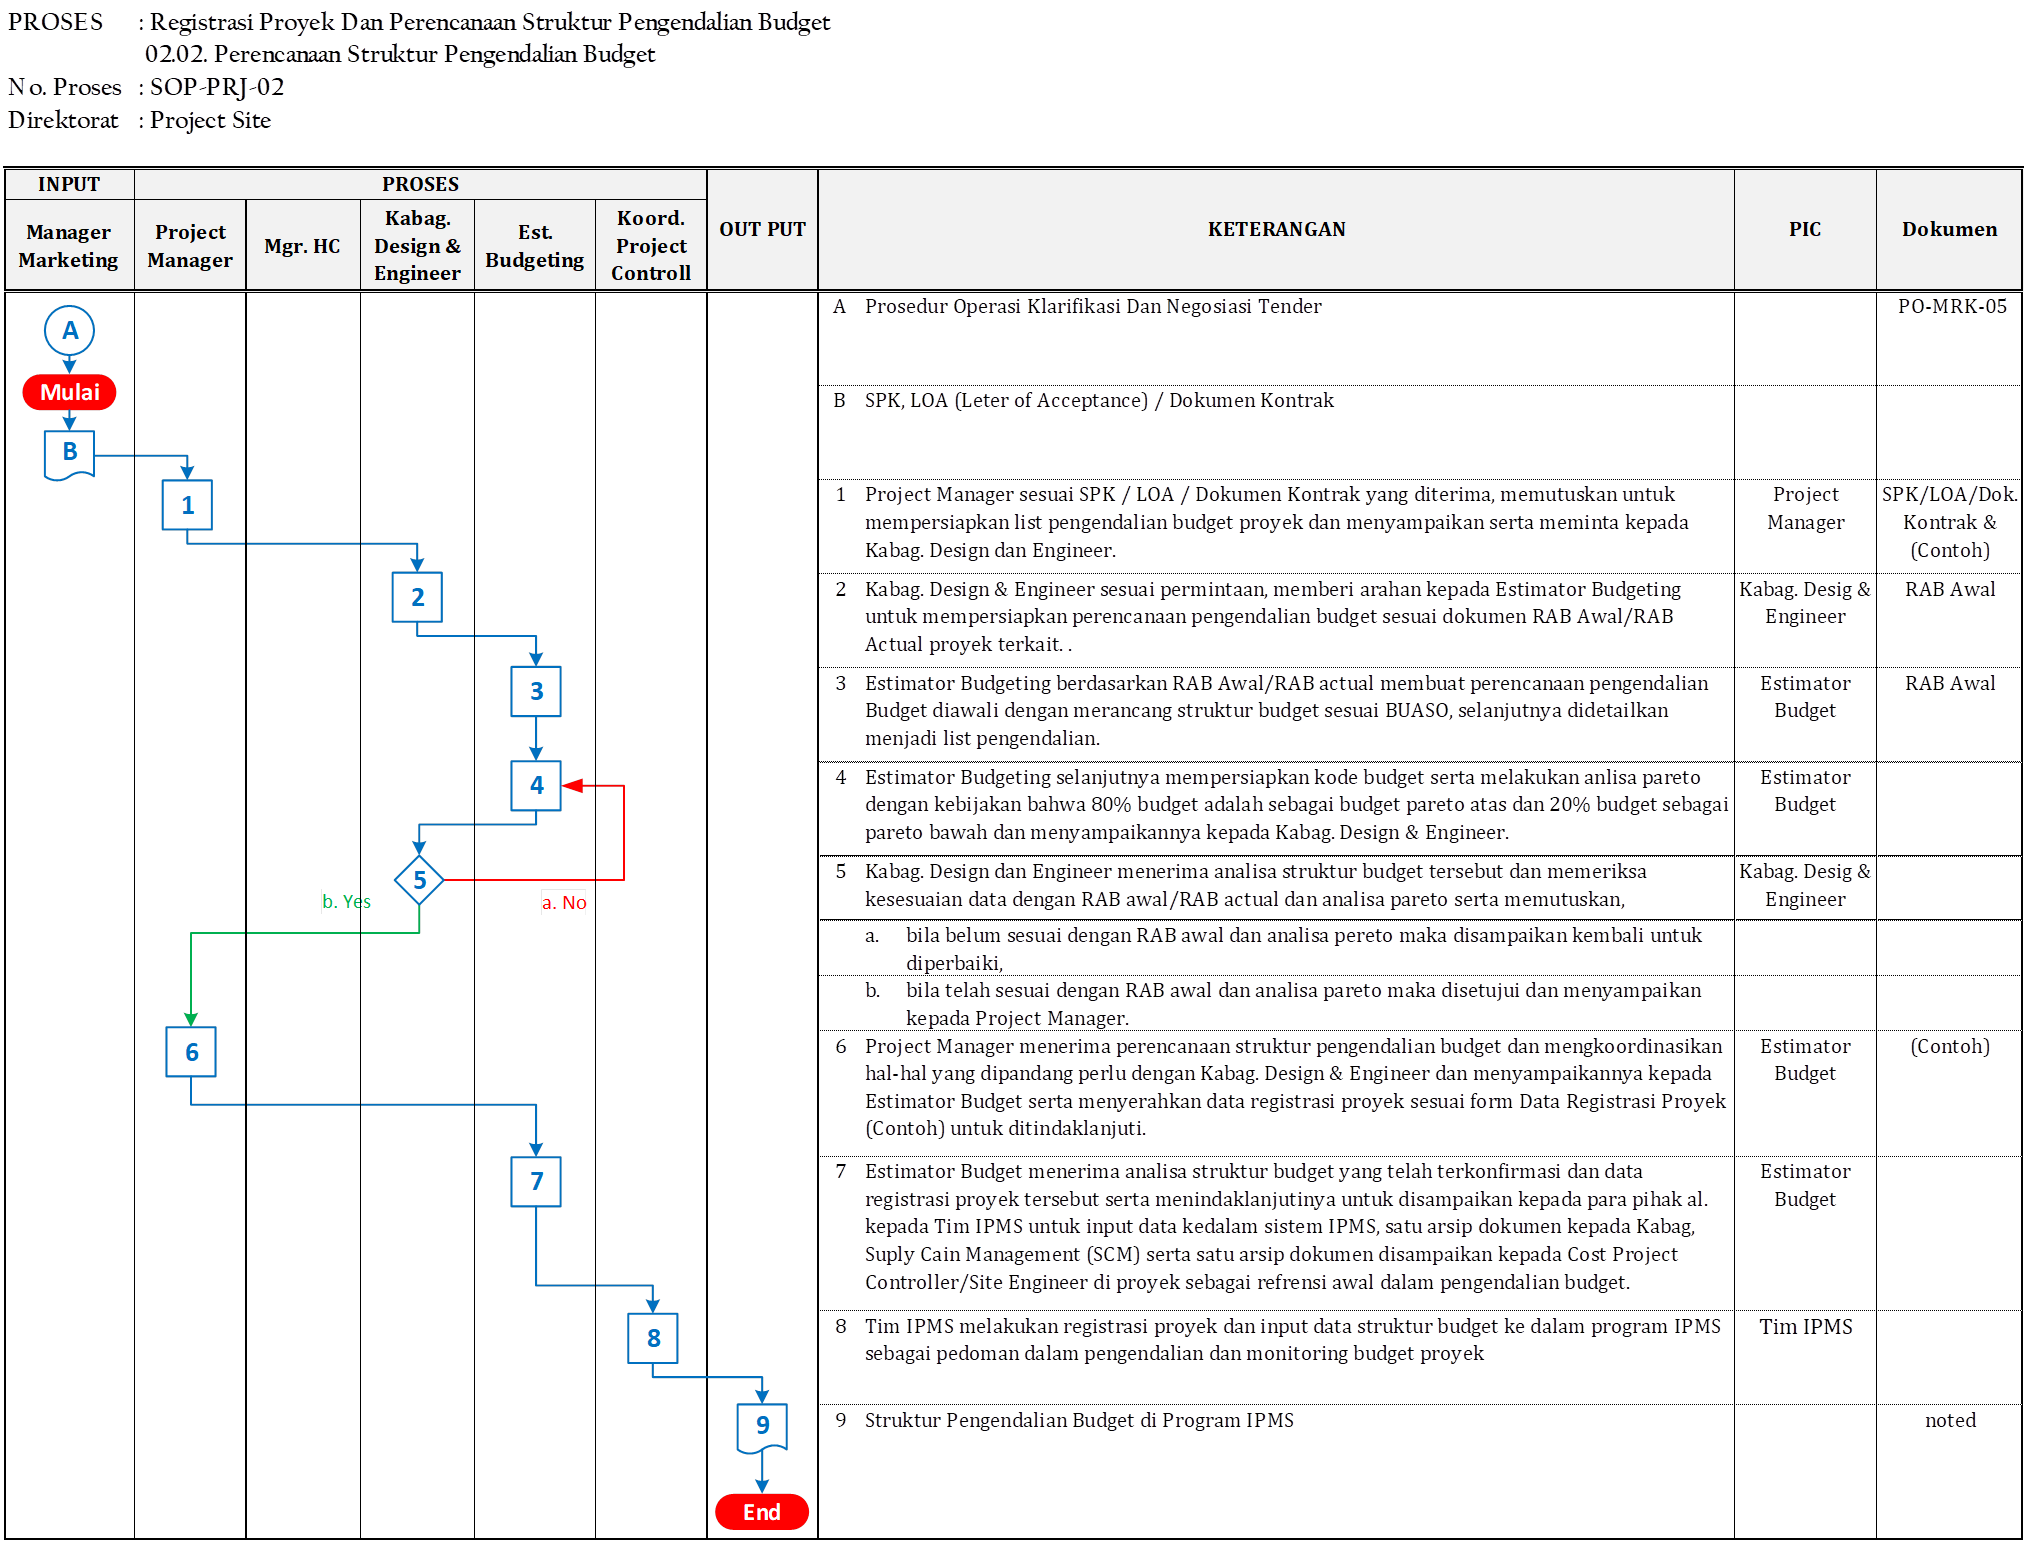 PROSES : Registrasi Proyek Dan Perencanaan Struktur Pengendalian Budget
02.02. Perencanaan Struktur Pengendalian Budget
No. Proses : SOP-PRJ-02
Direktorat : Project Site
INPUT
PROSES
OUT PUT
KETERANGAN
PIC
Dokumen
Manager
Marketing
Project
Manager
Mgr. HC
Kabag.
Design &
Engineer
Est.
Budgeting
Koord.
Project
Controll
A
Mulai
B
1
2
3
4
5
b. Yes
a. No
6
7
8
9
End
A Prosedur Operasi Klarifikasi Dan Negosiasi Tender
PO-MRK-05
B SPK, LOA (Leter of Acceptance) / Dokumen Kontrak
1 Project Manager sesuai SPK / LOA / Dokumen Kontrak yang diterima, memutuskan untuk
mempersiapkan list pengendalian budget proyek dan menyampaikan serta meminta kepada
Kabag. Design dan Engineer.
Project
Manager
SPK/LOA/Dok.
Kontrak &
(Contoh)
2 Kabag. Design & Engineer sesuai permintaan, memberi arahan kepada Estimator Budgeting
untuk mempersiapkan perencanaan pengendalian budget sesuai dokumen RAB Awal/RAB
Actual proyek terkait. .
Kabag. Desig &
Engineer
RAB Awal
3 Estimator Budgeting berdasarkan RAB Awal/RAB actual membuat perencanaan pengendalian
Budget diawali dengan merancang struktur budget sesuai BUASO, selanjutnya didetailkan
menjadi list pengendalian.
Estimator
Budget
RAB Awal
4 Estimator Budgeting selanjutnya mempersiapkan kode budget serta melakukan anlisa pareto
dengan kebijakan bahwa 80% budget adalah sebagai budget pareto atas dan 20% budget sebagai
pareto bawah dan menyampaikannya kepada Kabag. Design & Engineer.
Estimator
Budget
5 Kabag. Design dan Engineer menerima analisa struktur budget tersebut dan memeriksa
kesesuaian data dengan RAB awal/RAB actual dan analisa pareto serta memutuskan,
Kabag. Desig &
Engineer
a. bila belum sesuai dengan RAB awal dan analisa pereto maka disampaikan kembali untuk
diperbaiki,
b. bila telah sesuai dengan RAB awal dan analisa pareto maka disetujui dan menyampaikan
kepada Project Manager.
6 Project Manager menerima perencanaan struktur pengendalian budget dan mengkoordinasikan
hal-hal yang dipandang perlu dengan Kabag. Design & Engineer dan menyampaikannya kepada
Estimator Budget serta menyerahkan data registrasi proyek sesuai form Data Registrasi Proyek
(Contoh) untuk ditindaklanjuti.
Estimator
Budget
(Contoh)
7 Estimator Budget menerima analisa struktur budget yang telah terkonfirmasi dan data
registrasi proyek tersebut serta menindaklanjutinya untuk disampaikan kepada para pihak al.
kepada Tim IPMS untuk input data kedalam sistem IPMS, satu arsip dokumen kepada Kabag,
Suply Cain Management (SCM) serta satu arsip dokumen disampaikan kepada Cost Project
Controller/Site Engineer di proyek sebagai refrensi awal dalam pengendalian budget.
Estimator
Budget
8 Tim IPMS melakukan registrasi proyek dan input data struktur budget ke dalam program IPMS
sebagai pedoman dalam pengendalian dan monitoring budget proyek
Tim IPMS
9 Struktur Pengendalian Budget di Program IPMS
noted